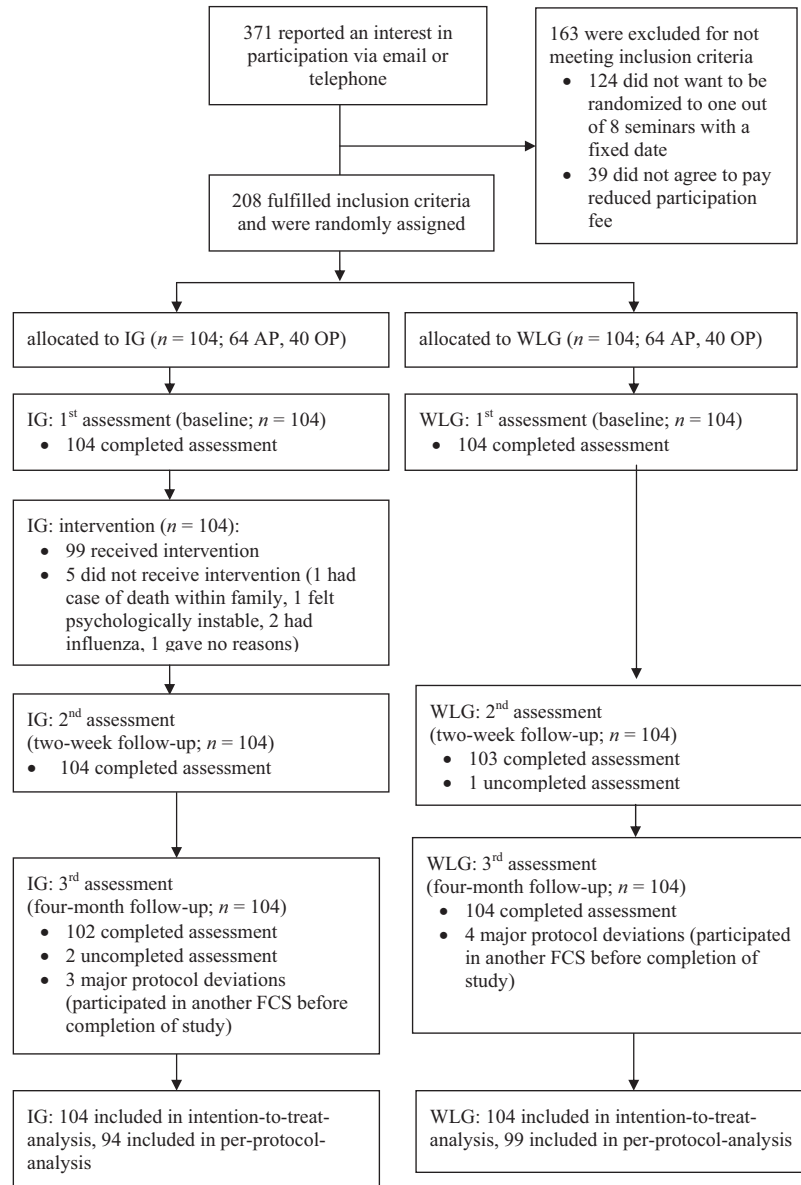 371 reported an interest in
participation via email or
telephone
163 were excluded for not
meeting inclusion criteria
• 124 did not want to be
randomized to one out
of 8 seminars with a
fixed date
• 39 did not agree to pay
reduced participation
fee
208 fulfilled inclusion criteria
and were randomly assigned
allocated to IG (n = 104; 64 AP, 40 OP)
allocated to WLG (n = 104; 64 AP, 40 OP)
IG: 1st assessment (baseline; n = 104)
• 104 completed assessment
WLG: 1st assessment (baseline; n = 104)
• 104 completed assessment
IG: intervention (n = 104):
• 99 received intervention
• 5 did not receive intervention (1 had
case of death within family, 1 felt
psychologically instable, 2 had
influenza, 1 gave no reasons)
IG: 2nd assessment
(two-week follow-up; n = 104)
• 104 completed assessment
WLG: 2nd assessment
(two-week follow-up; n = 104)
• 103 completed assessment
• 1 uncompleted assessment
IG: 3rd assessment
(four-month follow-up; n = 104)
• 102 completed assessment
• 2 uncompleted assessment
• 3 major protocol deviations
(participated in another FCS before
completion of study)
WLG: 3rd assessment
(four-month follow-up; n = 104)
• 104 completed assessment
• 4 major protocol deviations (participated
in another FCS before completion of
study)
IG: 104 included in intention-to-treat-
analysis, 94 included in per-protocol-
analysis
WLG: 104 included in intention-to-treat-
analysis, 99 included in per-protocol-analysis